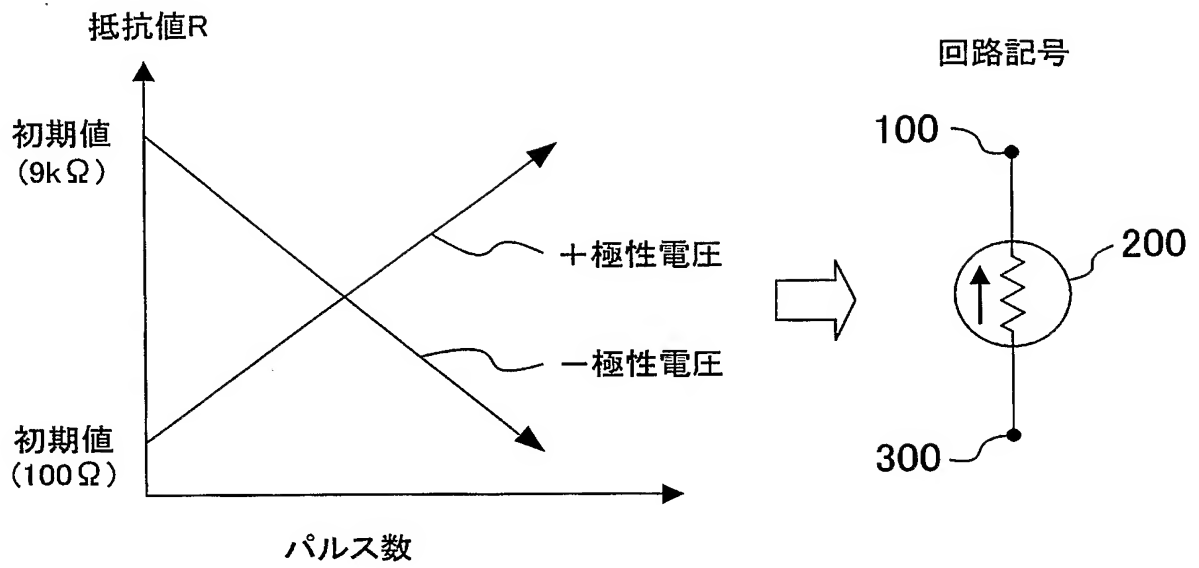 抵抗値R
初期値
(9kΩ)
初期値
(100Ω)
パルス数
+極性電圧
−極性電圧
回路記号
100
200
300